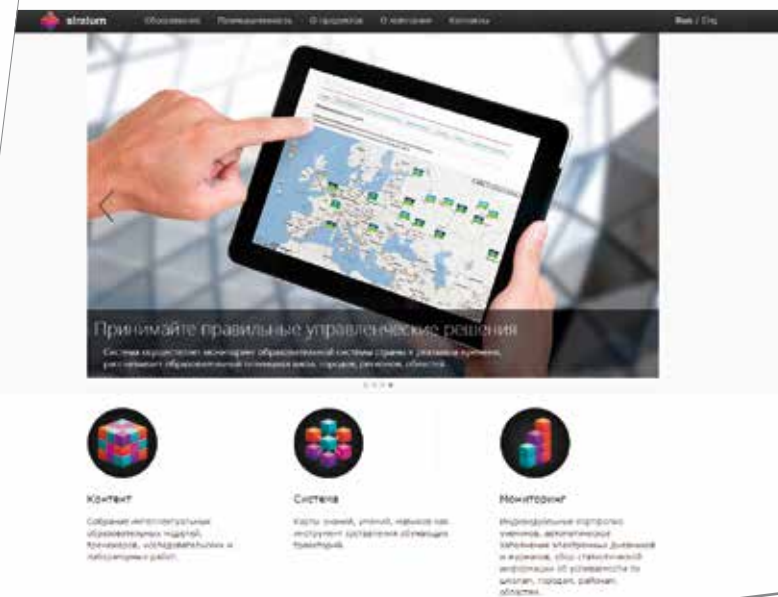 stratum
Образование Промышленность О продуктах О компании Контакты
Rus / Eng
Принимайте правильные управленческие решения
Система осуществляет мониторинг образовательной системы страны в реальном времени,
рассчитывает образовательный потенциал школ, городов, регионов, областей.
Контент
Собрание интеллектуальных
образовательных моделей,
тренажеров, исследовательских и
лабораторных работ.
Система
Карты знаний, умений, навыков как
инструмент составления обучающих
траекторий.
Мониторинг
Индивидуальные портфолио
учеников, автоматическое
заполнение электронных дневников
и журналов, сбор статистической
информации об успеваемости по
школам, городам, районам,
областям.